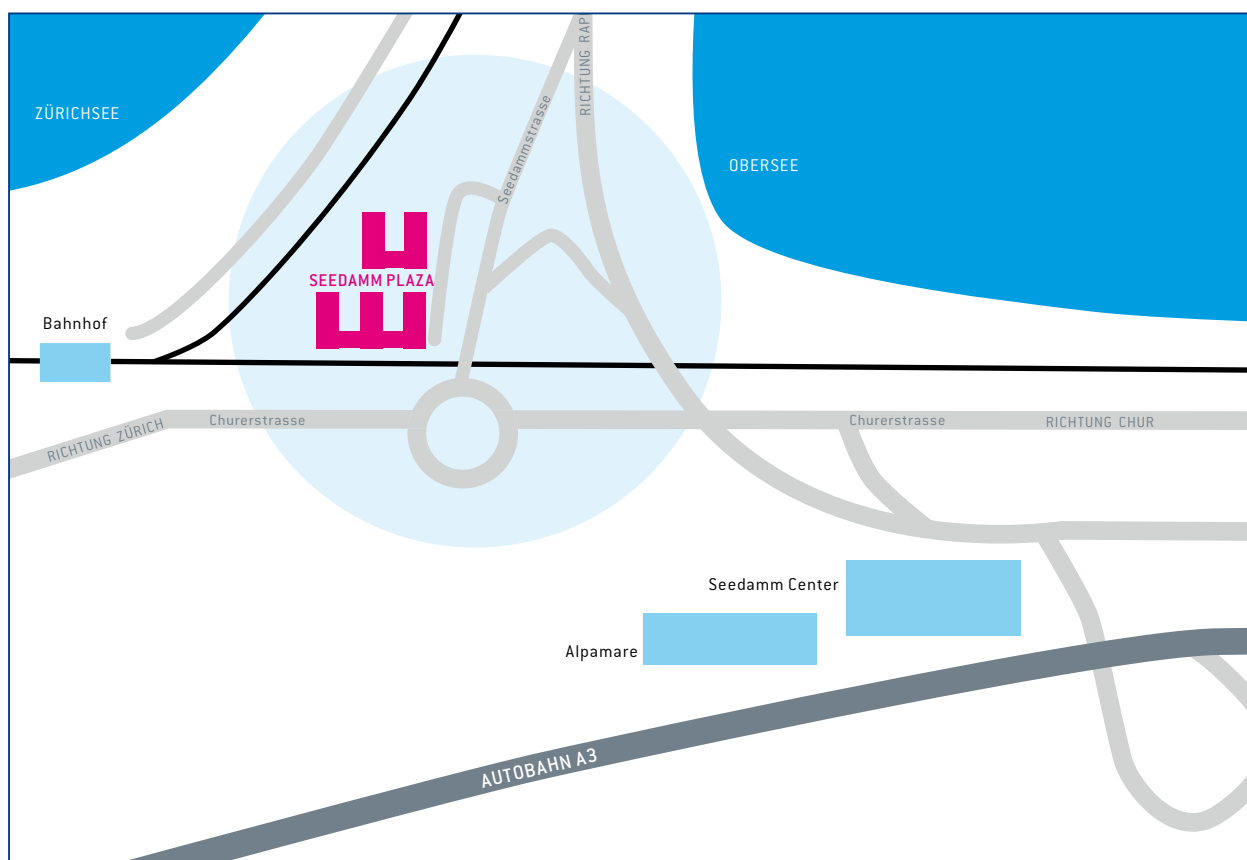 RICHTUNG RAP
ZÜRICHSEE
Seedammstrasse
OBERSEE
SEEDAMM PLAZA
Bahnhof
Churerstrasse
Churerstrasse
RICHTUNG CHUR
RICHTUNG ZÜRICH
Seedamm Center
Alpamare
AUTOBAHN A3